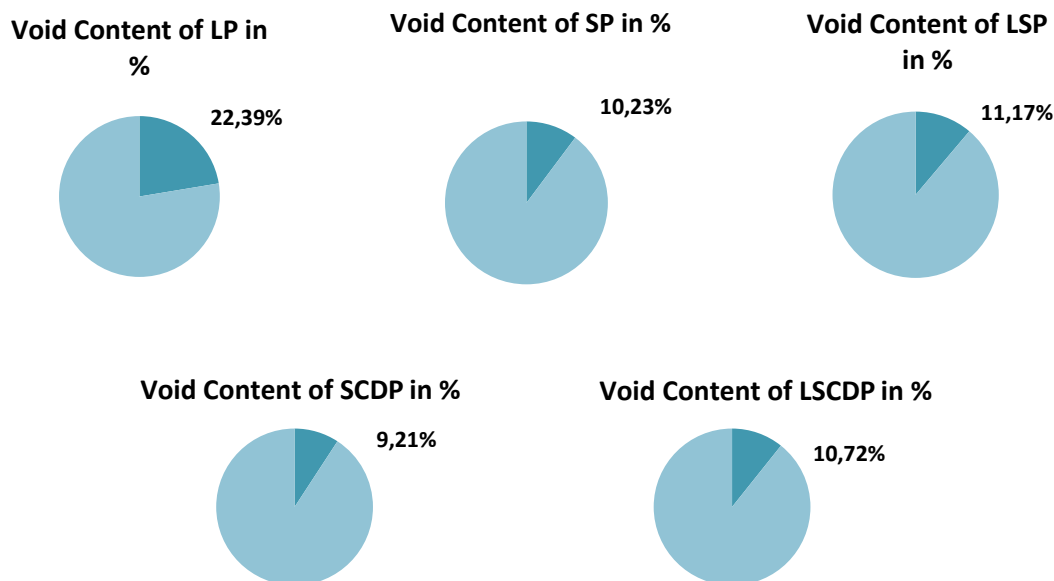 Void Content of LP in
%
22,39%
Void Content of SP in %
10,23%
Void Content of LSP
in %
11,17%
Void Content of SCDP in %
9,21%
Void Content of LSCDP in %
10,72%